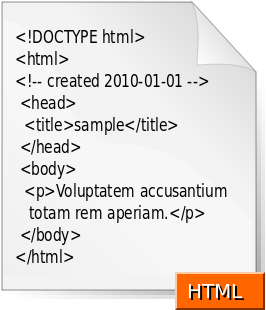 <!DOCTYPE html>
<html>
<!-- created 2010-01-01 -->
<head>
<title>sample</title>
</head>
<body>
<p>Voluptatem accusantium
totam rem aperiam.</p>
</body>
</html>
HTML